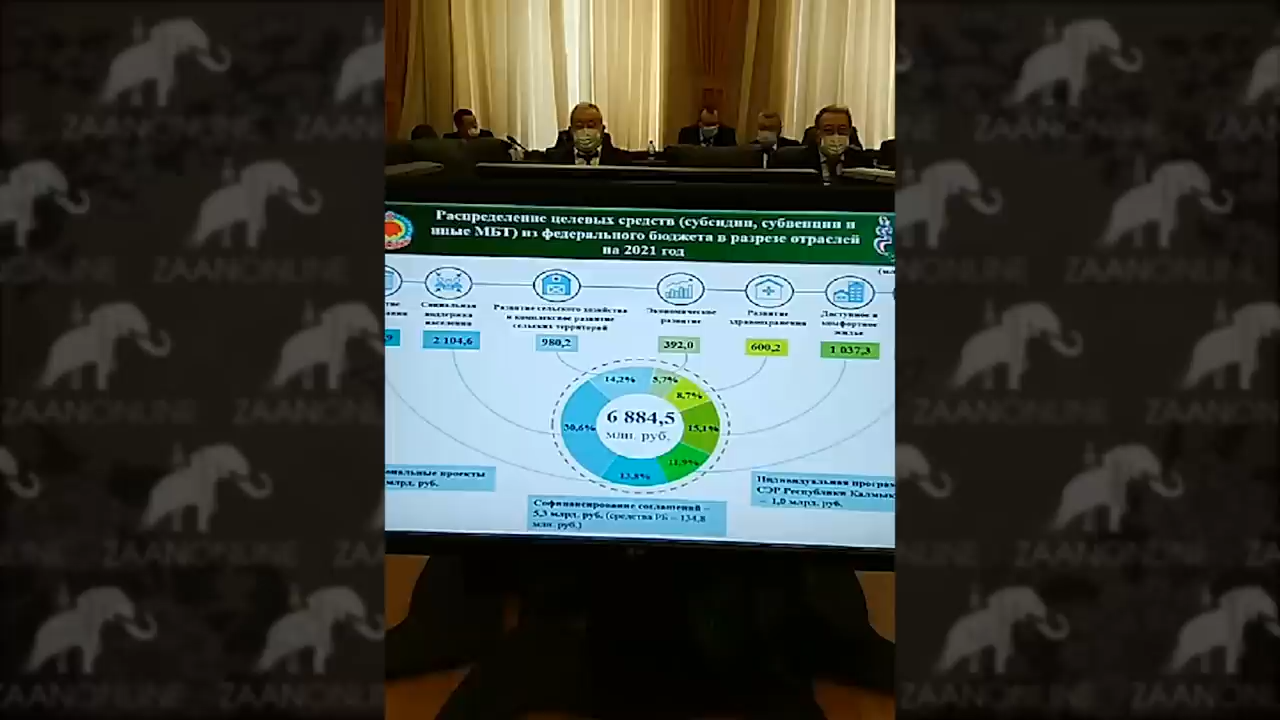 Распределение целевых средств (субсидии, субвенции и
иные МБТ) из федерального бюджета в разрезе отраслей
на 2021 год
Социальная
поддержка
населения
2 104,6
Развитие сельского хозяйства
и комплексное развитие
сельских территорий
980,2
Экономическое
развитие
392,0
Развитие
здравоохранения
600,2
Доступное и
комфортное
жилье
1 037,3
14,2%
5,7%
8,7%
30,6%
15,1%
11,9%
13,8%
6 884,5
млн. руб.
проекты
млрд. руб.
Софинансирование соглашений –
5,3 млрд. руб. (средства РБ – 134,8
млн. руб.)
Индивидуальная програм
СЭР Республики Калмык
– 1,0 млрд. руб.
ZAANONLINE